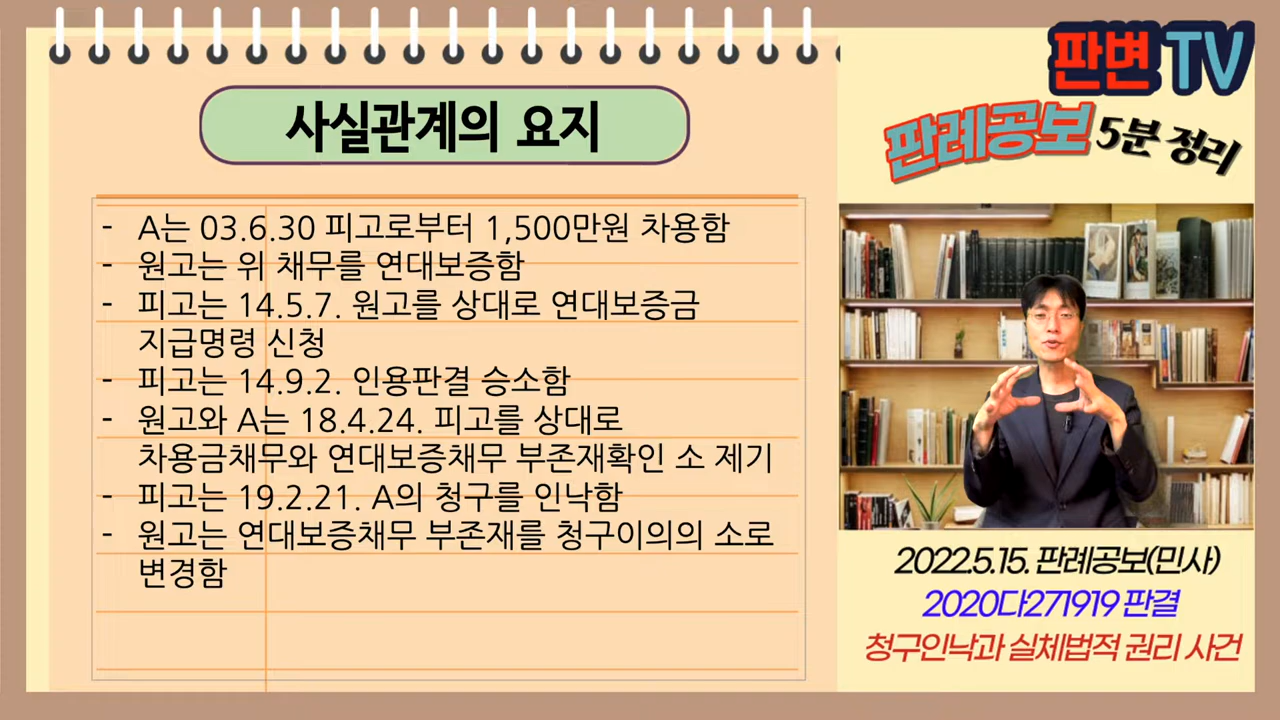 판변 TV
판례공보 5분 정리
사실관계의 요지
- A는 03.6.30 피고로부터 1,500만원 차용함
- 원고는 위 채무를 연대보증함
- 피고는 14.5.7. 원고를 상대로 연대보증금
지급명령 신청
- 피고는 14.9.2. 인용판결 승소함
- 원고와 A는 18.4.24. 피고를 상대로
차용금채무와 연대보증채무 부존재확인 소 제기
- 피고는 19.2.21. A의 청구를 인낙함
- 원고는 연대보증채무 부존재를 청구이의의 소로
변경함
2022.5.15. 판례공보(민사)
2020다271919 판결
청구인낙과 실체법적 권리 사건